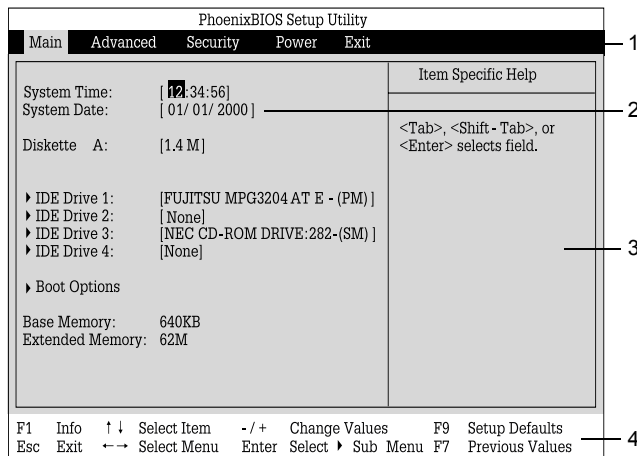 PhoenixBIOS Setup Utility
Main Advanced Security Power Exit
1
Item Specific Help
System Time: [ 12:34:56]
System Date: [ 01/ 01/ 2000 ]
2
<Tab>, <Shift - Tab>, or
<Enter> selects field.
Diskette A: [1.4 M]
▸ IDE Drive 1: [FUJITSU MPG3204 AT E - (PM) ]
▸ IDE Drive 2: [ None]
▸ IDE Drive 3: [NEC CD-ROM DRIVE:282-(SM) ]
▸ IDE Drive 4: [None]
3
▸ Boot Options
Base Memory: 640KB
Extended Memory: 62M
F1 Info ↑ ↓ Select Item - / + Change Values F9 Setup Defaults
Esc Exit ←→ Select Menu Enter Select ▸ Sub Menu F7 Previous Values
4